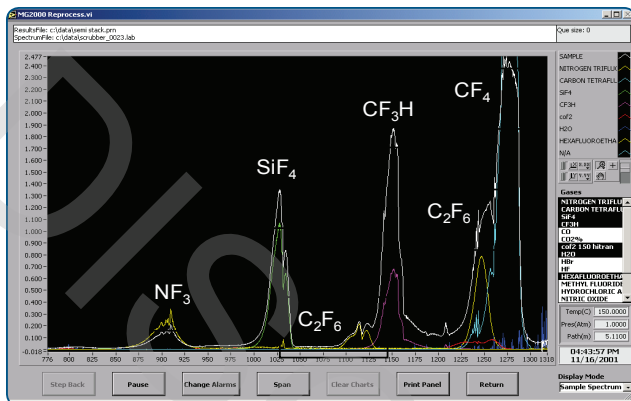 MG2000 Reprocess.vi
ResultsFile: c:\data\semi stack.prn
SpectrumFile: c:\data\scrubber_0023.lab
Que size: 0
2.477
2.400
2.300
2.200
2.100
2.000
1.900
1.800
1.700
1.600
1.500
1.400
1.300
1.200
1.100
1.000
0.900
0.800
0.700
0.600
0.500
0.400
0.300
0.200
0.100
-0.018
776 800 825 850 875 900 925 950 975 1000 1025 1050 1075 1100 1125 1150 1175 1200 1225 1250 1275 1300 1318
NF3
SiF4
C2F6
CF3H
C2F6
CF4
SAMPLE
NITROGEN TRIFLUO
CARBON TETRAFLU
SiF4
CF3H
cof2
H2O
HEXAFLUOROETHA
N/A
Gases
NITROGEN TRIFLU
CARBON TETRAFL
SiF4
CF3H
CO
CO2%
cof2 150 hitran
H2O
HBr
HF
HEXAFLUOROETHA
METHYL FLUORIDE
HYDROCHLORIC A
NITRIC OXIDE
Temp(C) 150.0000
Pres(Atm) 1.0000
Path(m) 5.1100
04:43:57 PM
11/16/2001
Display Mode
Sample Spectrum
Step Back Pause Change Alarms Span Clear Charts Print Panel Return